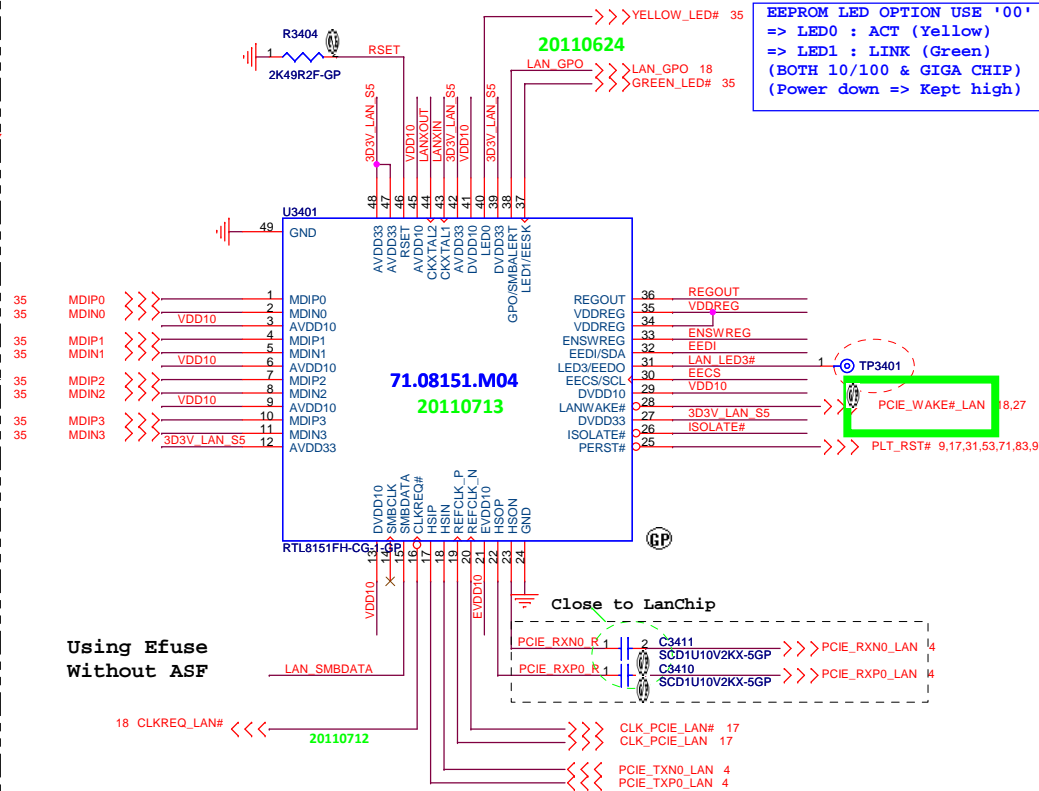 YELLOW_LED# 35
EEPROM LED OPTION USE '00'
=> LED0 : ACT (Yellow)
=> LED1 : LINK (Green)
(BOTH 10/100 & GIGA CHIP)
(Power down => Kept high)
R3404
1
RSET
2K49R2F-GP
20110624
LAN_GPO
LAN_GPO 18
GREEN_LED# 35
3D3V_LAN_S5
VDD10
LANXOUT
LANXIN
3D3V_LAN_S5
VDD10
3D3V_LAN_S5
48
47
46
45
44
43
42
41
40
39
38
37
U3401
49 GND
AVDD33
AVDD33
RSET
AVDD10
CKXTAL2
CKXTAL1
AVDD33
DVDD10
LED0
DVDD33
GPO/SMBALERT
LED1/EESK
35 MDIP0 1 MDIP0
35 MDIN0 2 MDIN0
VDD10 3 AVDD10
35 MDIP1 4 MDIP1
35 MDIN1 5 MDIN1
VDD10 6 AVDD10
35 MDIP2 7 MDIP2
35 MDIN2 8 MDIN2
VDD10 9 AVDD10
35 MDIP3 10 MDIP3
35 MDIN3 11 MDIN3
3D3V_LAN_S5 12 AVDD33
71.08151.M04
20110713
REGOUT 36 REGOUT
VDDREG 35 VDDREG
VDDREG 34
ENSWREG 33 ENSWREG
EEDI/SDA 32 EEDI
LED3/EEDO 31 LAN_LED3# 1 TP3401
EECS/SCL 30 EECS
DVDD10 29 VDD10
LANWAKE# 28 PCIE_WAKE#_LAN 18,27
DVDD33 27 3D3V_LAN_S5
ISOLATE# 26 ISOLATE#
PERST# 25 PLT_RST# 9,17,31,53,71,83,9
DVDD10
SMBCLK
SMBDATA
CLKREQ#
HSIP
HSIN
REFCLK_P
REFCLK_N
EVDD10
HSOP
HSON
GND
RTL8151FH-CG-1-GP
GP
13
14
15
16
17
18
19
20
21
22
23
24
VDD10
EVDD10
Close to LanChip
Using Efuse
Without ASF
PCIE_RXN0_R 1 2 C3411 PCIE_RXN0_LAN 4
SCD1U10V2KX-5GP
LAN_SMBDATA
PCIE_RXP0_R 1 C3410 PCIE_RXP0_LAN 4
SCD1U10V2KX-5GP
18 CLKREQ_LAN#
20110712
CLK_PCIE_LAN# 17
CLK_PCIE_LAN 17
PCIE_TXN0_LAN 4
PCIE_TXP0_LAN 4